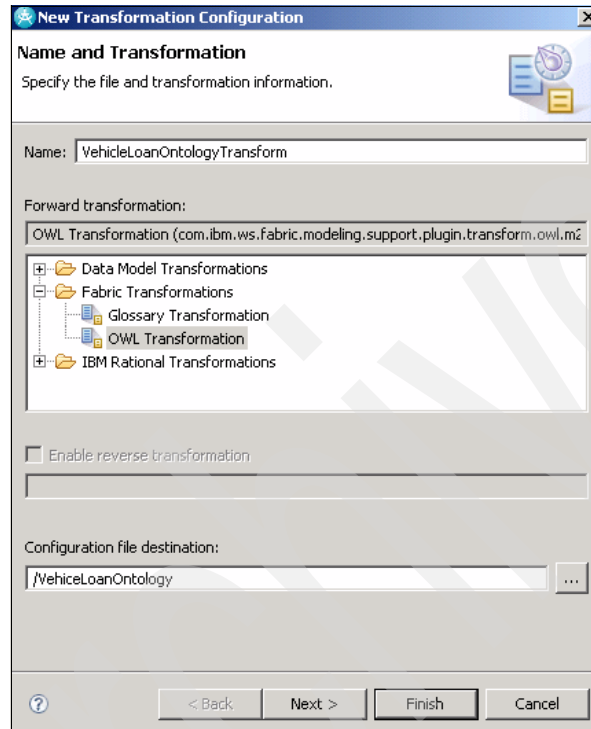 New Transformation Configuration
Name and Transformation
Specify the file and transformation information.
Name: VehicleLoanOntologyTransform
Forward transformation:
OWL Transformation (com.ibm.ws.fabric.modeling.support.plugin.transform.owl.m2
Data Model Transformations
Fabric Transformations
Glossary Transformation
OWL Transformation
IBM Rational Transformations
Enable reverse transformation
Configuration file destination:
/VehiceLoanOntology ...
? < Back Next > Finish Cancel